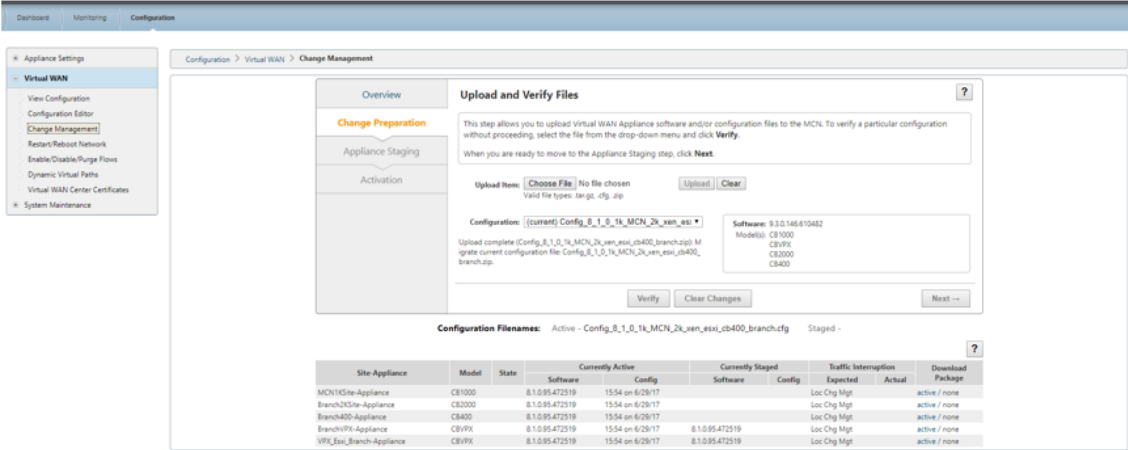 Dashboard Monitoring Configuration
Appliance Settings
Virtual WAN
View Configuration
Configuration Editor
Change Management
Restart/Reboot Network
Enable/Disable/Purge Flows
Dynamic Virtual Paths
Virtual WAN Center Certificates
System Maintenance
Configuration > Virtual WAN > Change Management
Overview
Change Preparation
Appliance Staging
Activation
Upload and Verify Files
?
This step allows you to upload Virtual WAN Appliance software and/or configuration files to the MCN. To verify a particular configuration
without proceeding, select the file from the drop-down menu and click Verify.
When you are ready to move to the Appliance Staging step, click Next.
Upload Item: Choose File No file chosen Upload Clear
Valid file types: .tar.gz, .cfg, .zip
Configuration: (current) Config_8_1_0_1k_MCN_2k_xen_es
Upload complete (Config_8_1_0_1k_MCN_2k_xen_esxi_cb400_branch.zip): M
igrate current configuration file: Config_8_1_0_1k_MCN_2k_xen_esxi_cb400_
branch.zip.
Software: 9.3.0.146.610482
Model(s): CB1000
CBVPX
CB2000
CB400
Verify Clear Changes Next →
Configuration Filenames: Active - Config_8_1_0_1k_MCN_2k_xen_esxi_cb400_branch.cfg Staged -
?
Site-Appliance Model State Currently Active Currently Staged Traffic Interruption Download Package
Software Config Software Config Expected Actual
MCN1KSite-Appliance CB1000 8.1.0.95.472519 15:54 on 6/29/17 Loc Chg Mgt active / none
Branch2KSite-Appliance CB2000 8.1.0.95.472519 15:54 on 6/29/17 Loc Chg Mgt active / none
Branch400-Appliance CB400 8.1.0.95.472519 15:54 on 6/29/17 Loc Chg Mgt active / none
BranchVPX-Appliance CBVPX 8.1.0.95.472519 15:54 on 6/29/17 8.1.0.95.472519 Loc Chg Mgt active / none
VPX_Esxi_Branch-Appliance CBVPX 8.1.0.95.472519 15:54 on 6/29/17 8.1.0.95.472519 Loc Chg Mgt active / none